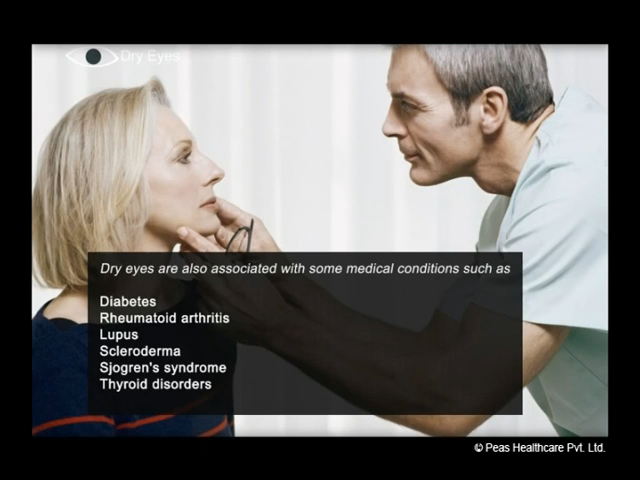 Dry Eyes
Dry eyes are also associated with some medical conditions such as
Diabetes
Rheumatoid arthritis
Lupus
Scleroderma
Sjogren's syndrome
Thyroid disorders
© Peas Healthcare Pvt. Ltd.